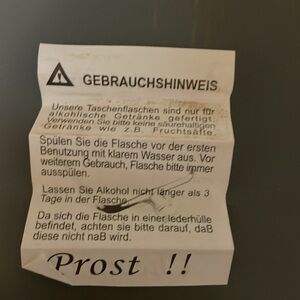 GEBRAUCHSHINWEIS
Unsere Taschenflaschen sind nur für
alkohlische Getränke gefertigt.
Verwenden Sie bitte keine säurehaltigen
Getränke wie z.B. Fruchtsäfte.
Spülen Sie die Flasche vor der ersten
Benutzung mit klarem Wasser aus. Vor
weiterem Gebrauch, Flasche bitte immer
ausspülen.
Lassen Sie Alkohol nicht länger als 3
Tage in der Flasche.
Da sich die Flasche in einer lederhülle
befindet, achten sie bitte darauf, daß
diese nicht naß wird.
Prost !!